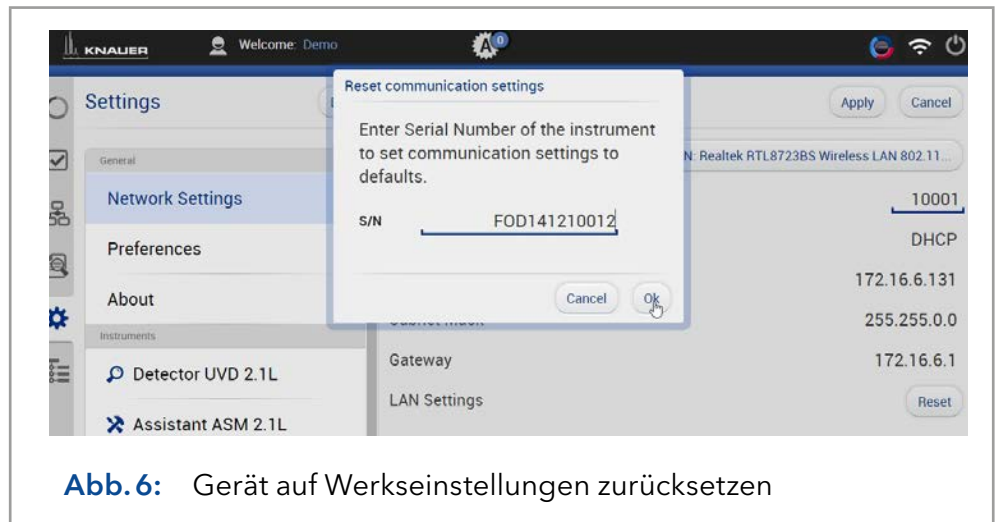 KNAUER
Welcome: Demo
A 0
Settings
Apply
Cancel
Reset communication settings
Enter Serial Number of the instrument
to set communication settings to
defaults.
S/N FOD141210012
Cancel
Ok
General
N: Realtek RTL8723BS Wireless LAN 802.11...
Network Settings
10001
Preferences
DHCP
About
172.16.6.131
Subnet Mask
255.255.0.0
Instruments
Gateway
172.16.6.1
Detector UVD 2.1L
LAN Settings
Reset
Assistant ASM 2.1L
Abb. 6: Gerät auf Werkseinstellungen zurücksetzen